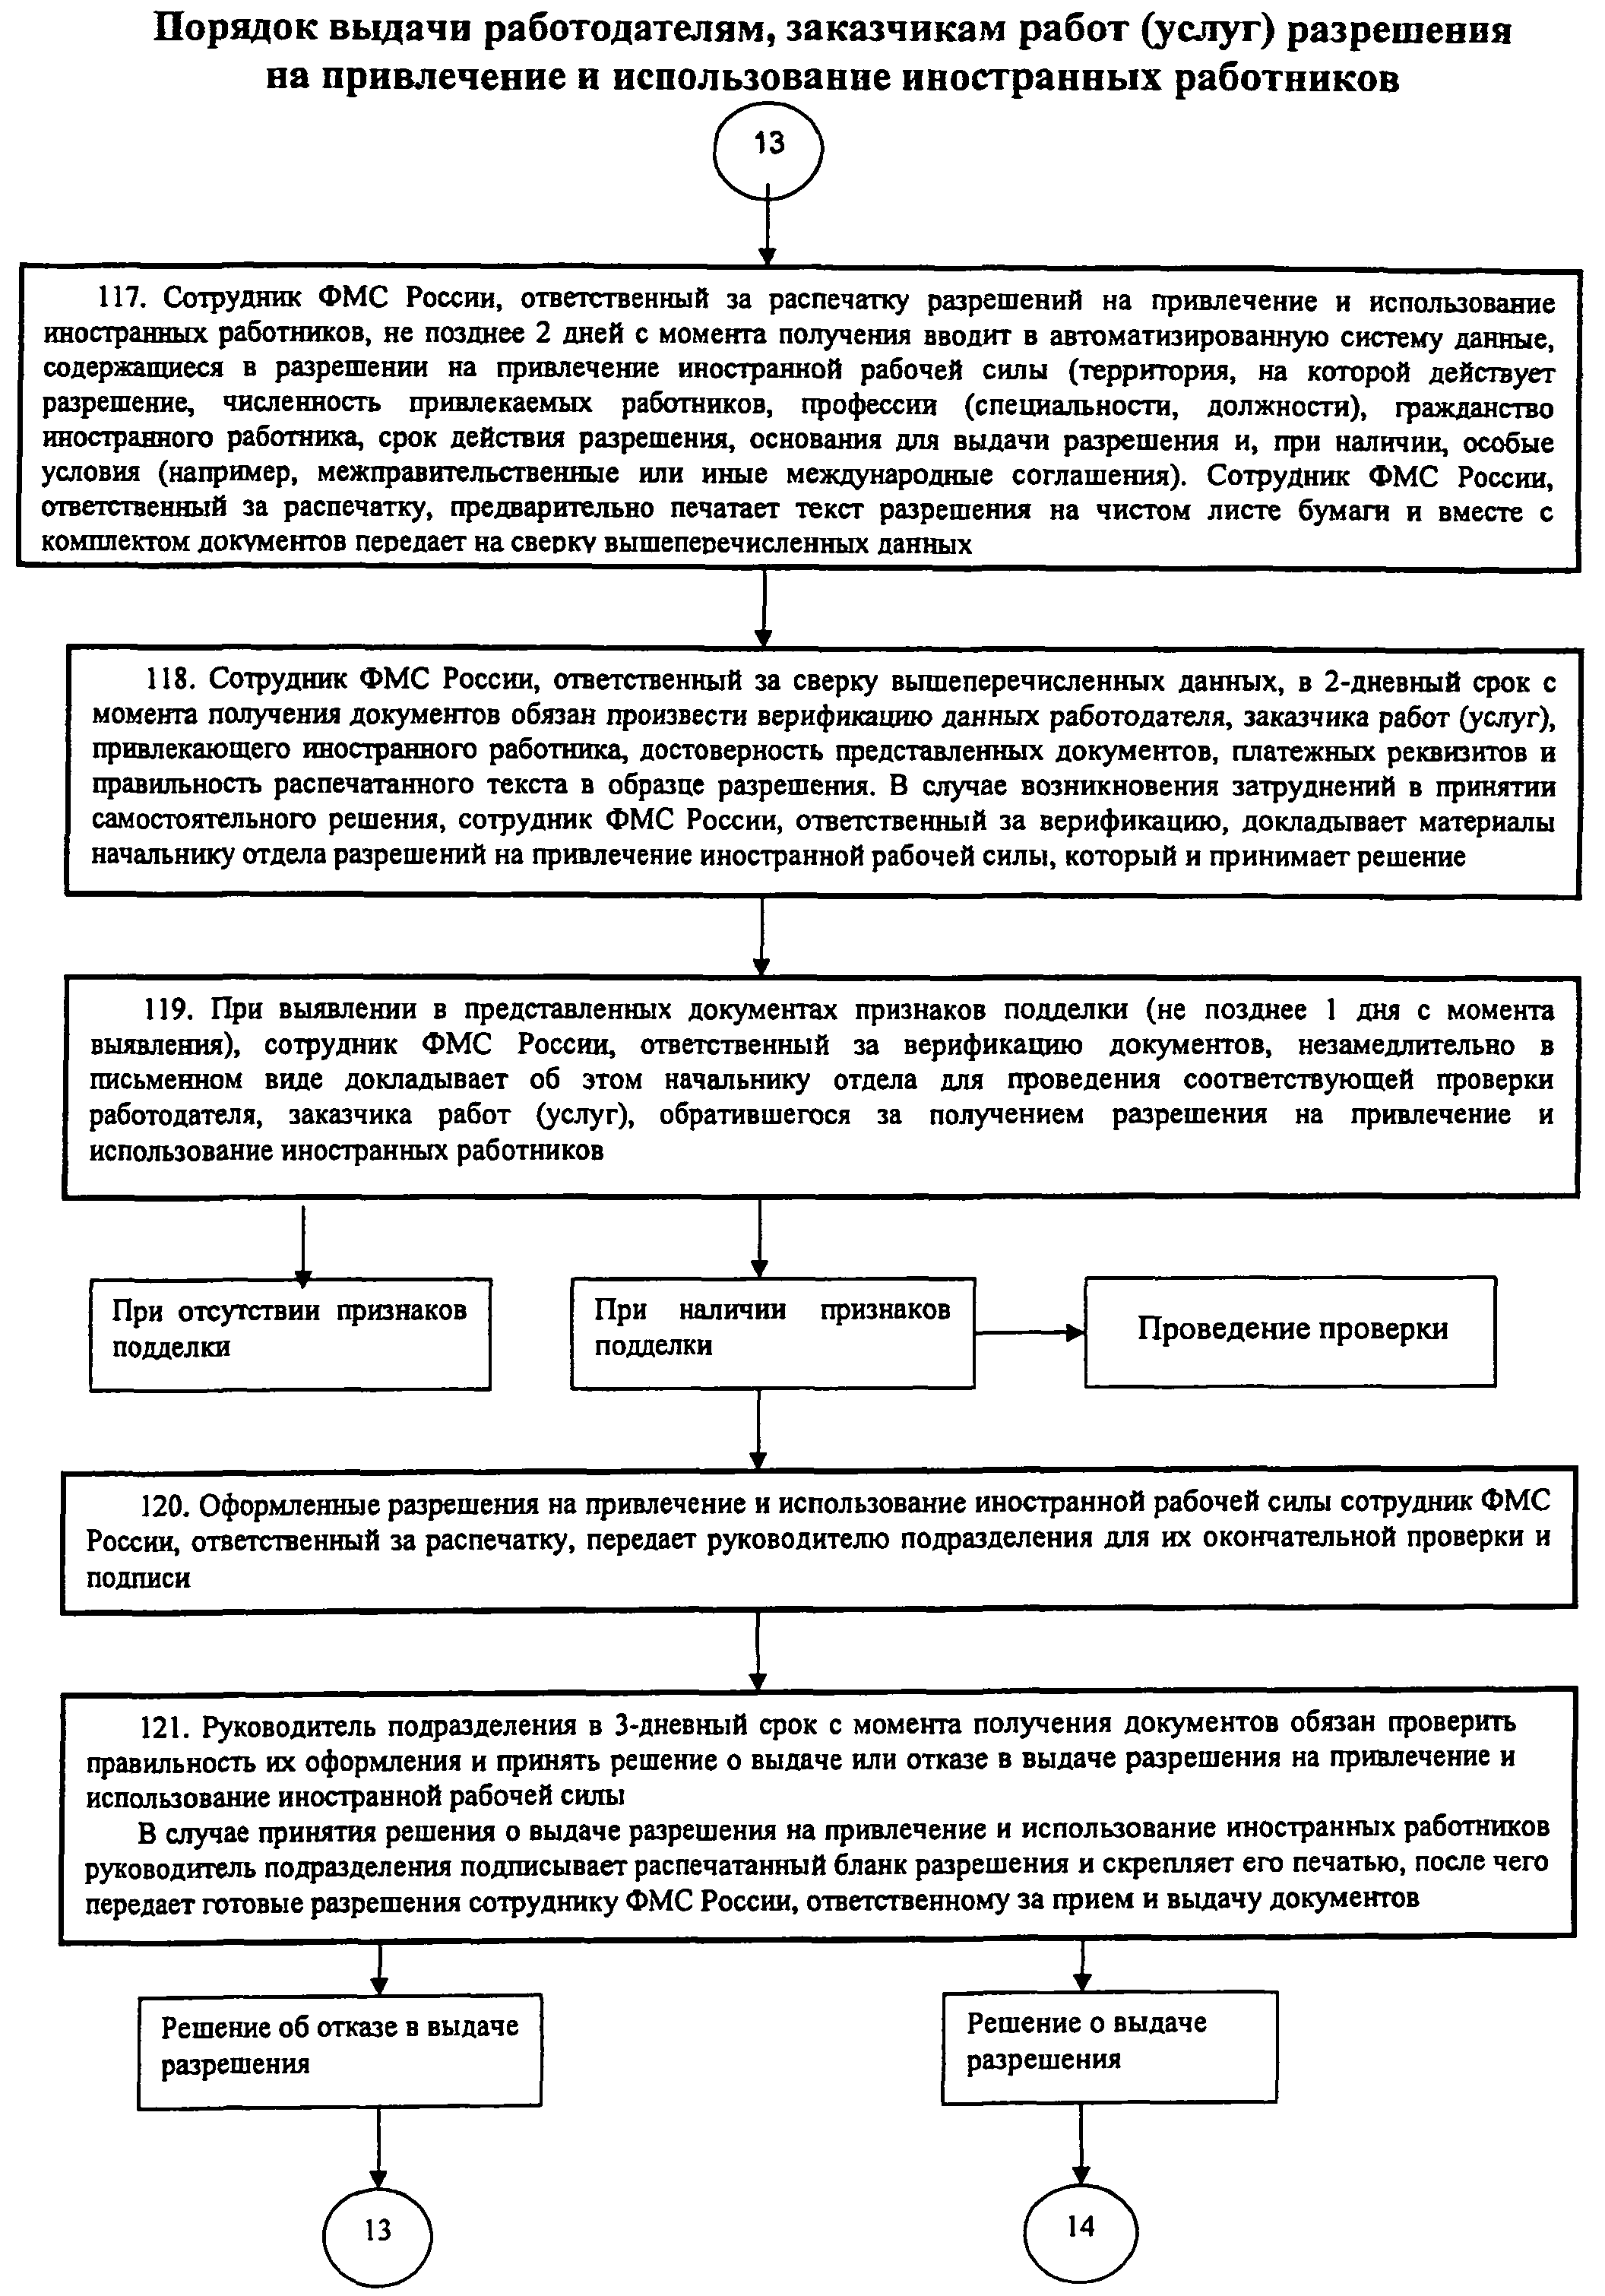 Порядок выдачи работодателям, заказчикам работ (услуг) разрешения
на привлечение и использование иностранных работников
13
117. Сотрудник ФМС России, ответственный за распечатку разрешений на привлечение и использование
иностранных работников, не позднее 2 дней с момента получения вводит в автоматизированную систему данные,
содержащиеся в разрешении на привлечение иностранной рабочей силы (территория, на которой действует
разрешение, численность привлекаемых работников, профессии (специальности, должности), гражданство
иностранного работника, срок действия разрешения, основания для выдачи разрешения и, при наличии, особые
условия (например, межправительственные или иные международные соглашения). Сотрудник ФМС России,
ответственный за распечатку, предварительно печатает текст разрешения на чистом листе бумаги и вместе с
комплектом документов передает на сверку вышеперечисленных данных
118. Сотрудник ФМС России, ответственный за сверку вышеперечисленных данных, в 2-дневный срок с
момента получения документов обязан произвести верификацию данных работодателя, заказчика работ (услуг),
привлекающего иностранного работника, достоверность представленных документов, платежных реквизитов и
правильность распечатанного текста в образце разрешения. В случае возникновения затруднений в принятии
самостоятельного решения, сотрудник ФМС России, ответственный за верификацию, докладывает материалы
начальнику отдела разрешений на привлечение иностранной рабочей силы, который и принимает решение
119. При выявлении в представленных документах признаков подделки (не позднее 1 дня с момента
выявления), сотрудник ФМС России, ответственный за верификацию документов, незамедлительно в
письменном виде докладывает об этом начальнику отдела для проведения соответствующей проверки
работодателя, заказчика работ (услуг), обратившегося за получением разрешения на привлечение и
использование иностранных работников
При отсутствии признаков
подделки
При наличии признаков
подделки
Проведение проверки
120. Оформленные разрешения на привлечение и использование иностранной рабочей силы сотрудник ФМС
России, ответственный за распечатку, передает руководителю подразделения для их окончательной проверки и
подписи
121. Руководитель подразделения в 3-дневный срок с момента получения документов обязан проверить
правильность их оформления и принять решение о выдаче или отказе в выдаче разрешения на привлечение и
использование иностранной рабочей силы
В случае принятия решения о выдаче разрешения на привлечение и использование иностранных работников
руководитель подразделения подписывает распечатанный бланк разрешения и скрепляет его печатью, после чего
передает готовые разрешения сотруднику ФМС России, ответственному за прием и выдачу документов
Решение об отказе в выдаче
разрешения
Решение о выдаче
разрешения
13
14